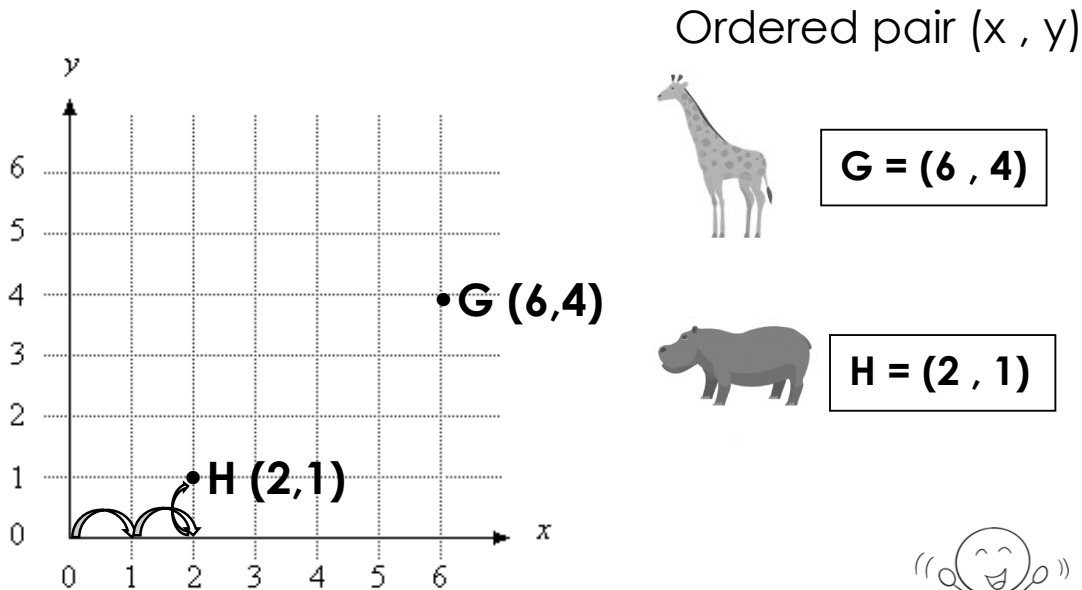 Ordered pair (x , y)
y
6
5
4
3
2
1
0
0 1 2 3 4 5 6
x
G (6,4)
H (2,1)
G = (6 , 4)
H = (2 , 1)